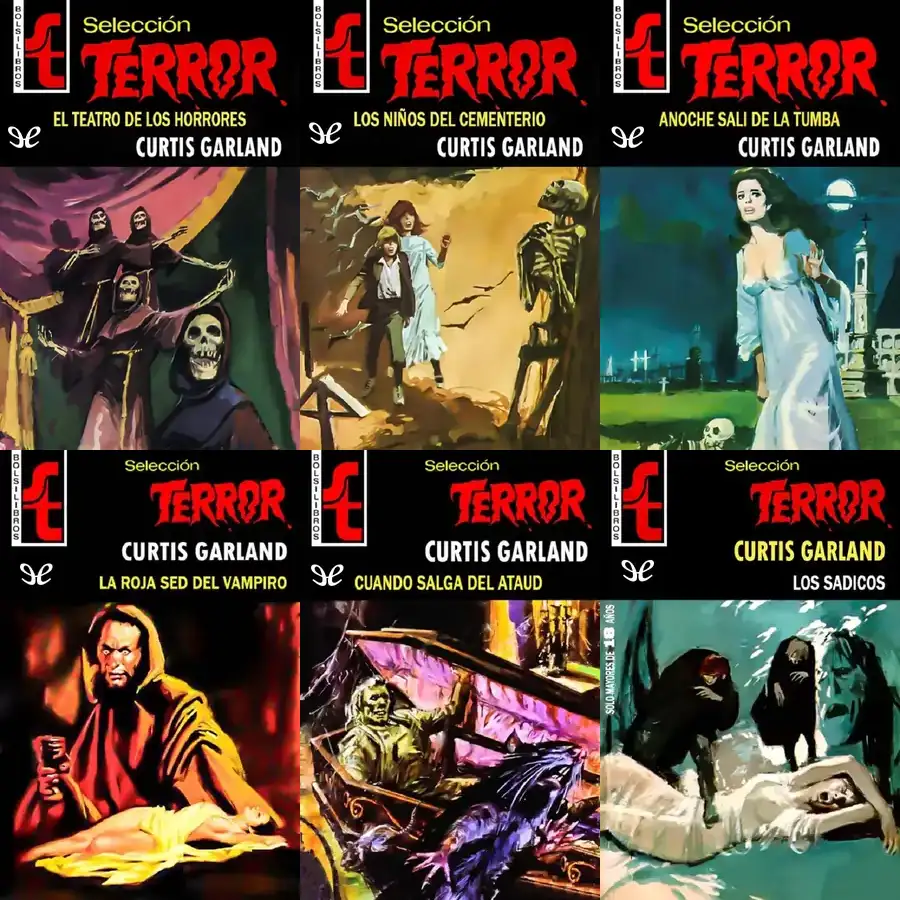 BOLSILIBROS
Selección
TERROR
EL TEATRO DE LOS HORRORES
CURTIS GARLAND
BOLSILIBROS
Selección
TERROR
LOS NIÑOS DEL CEMENTERIO
CURTIS GARLAND
BOLSILIBROS
Selección
TERROR
ANOCHE SALI DE LA TUMBA
CURTIS GARLAND
BOLSILIBROS
Selección
TERROR
CURTIS GARLAND
LA ROJA SED DEL VAMPIRO
BOLSILIBROS
Selección
TERROR
CURTIS GARLAND
CUANDO SALGA DEL ATAUD
BOLSILIBROS
Selección
TERROR
CURTIS GARLAND
LOS SADICOS
SOLO MAYORES DE 18 AÑOS